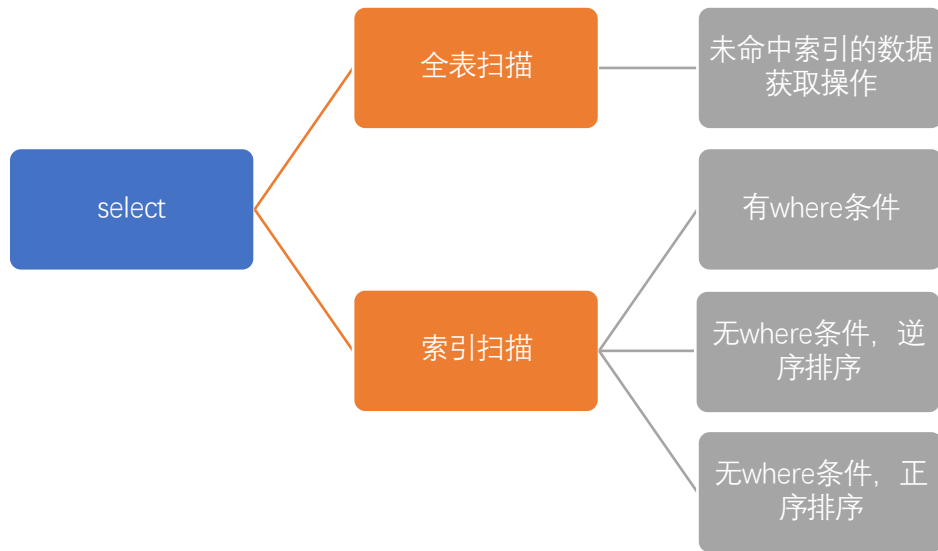 select
全表扫描
未命中索引的数据
获取操作
索引扫描
有where条件
无where条件，逆
序排序
无where条件，正
序排序